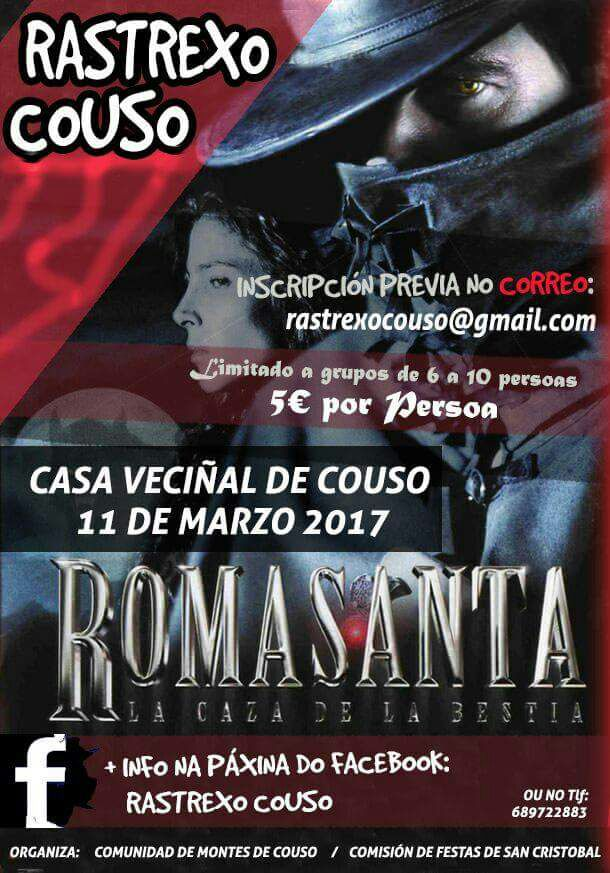 RASTREXO
COUSO
INSCRIPCIÓN PREVIA NO CORREO:
rastrexocouso@gmail.com
Limitado a grupos de 6 a 10 persoas
5€ por Persoa
CASA VECIÑAL DE COUSO
11 DE MARZO 2017
ROMASANTA
LA CAZA DE LA BESTIA
f
+ INFO NA PÁXINA DO FACEBOOK:
RASTREXO COUSO
OU NO Tlf:
689722883
ORGANIZA: COMUNIDAD DE MONTES DE COUSO / COMISIÓN DE FESTAS DE SAN CRISTOBAL